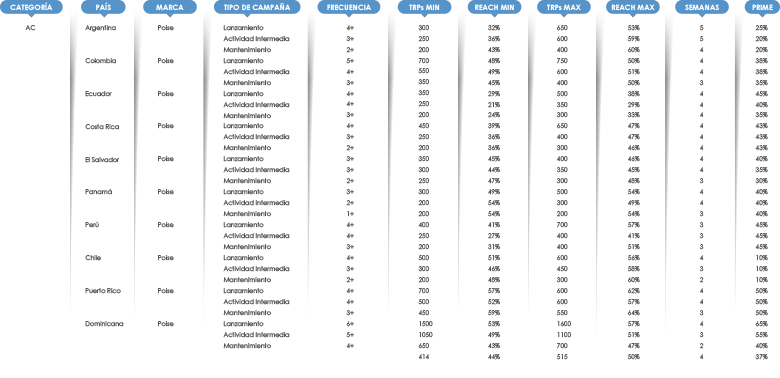 CATEGORÍA PAÍS MARCA TIPO DE CAMPAÑA FRECUENCIA TRPs MIN REACH MIN TRPs MAX REACH MAX SEMANAS PRIME
AC Argentina Poise Lanzamiento 4+ 300 32% 650 53% 5 25%
Actividad Intermedia 3+ 250 36% 600 59% 5 20%
Mantenimiento 2+ 200 43% 400 60% 4 20%
Colombia Poise Lanzamiento 5+ 700 48% 750 50% 4 38%
Actividad Intermedia 4+ 550 49% 600 51% 4 38%
Mantenimiento 3+ 350 45% 400 50% 3 35%
Ecuador Poise Lanzamiento 4+ 350 29% 500 38% 4 45%
Actividad Intermedia 4+ 250 21% 350 29% 4 40%
Mantenimiento 3+ 200 24% 300 33% 4 35%
Costa Rica Poise Lanzamiento 4+ 450 39% 650 47% 4 43%
Actividad Intermedia 3+ 250 36% 400 47% 4 43%
Mantenimiento 2+ 200 36% 300 46% 4 43%
El Salvador Poise Lanzamiento 3+ 350 45% 400 46% 4 40%
Actividad Intermedia 3+ 300 44% 350 45% 4 35%
Mantenimiento 2+ 250 47% 300 48% 3 30%
Panamá Poise Lanzamiento 3+ 300 49% 500 54% 4 40%
Actividad Intermedia 2+ 200 54% 300 49% 4 40%
Mantenimiento 1+ 200 54% 200 54% 3 40%
Perú Poise Lanzamiento 4+ 400 41% 700 57% 3 45%
Actividad Intermedia 4+ 250 27% 400 41% 3 45%
Mantenimiento 3+ 200 31% 400 51% 3 45%
Chile Poise Lanzamiento 4+ 500 51% 600 56% 4 10%
Actividad Intermedia 3+ 300 46% 450 58% 3 10%
Mantenimiento 2+ 200 48% 300 60% 2 10%
Puerto Rico Poise Lanzamiento 4+ 700 57% 600 62% 4 50%
Actividad Intermedia 4+ 500 52% 600 57% 4 50%
Mantenimiento 3+ 450 59% 550 64% 3 50%
Dominicana Poise Lanzamiento 6+ 1500 53% 1600 57% 4 65%
Actividad Intermedia 5+ 1050 49% 1100 51% 3 55%
Mantenimiento 4+ 650 43% 700 47% 2 40%
414 44% 515 50% 4 37%